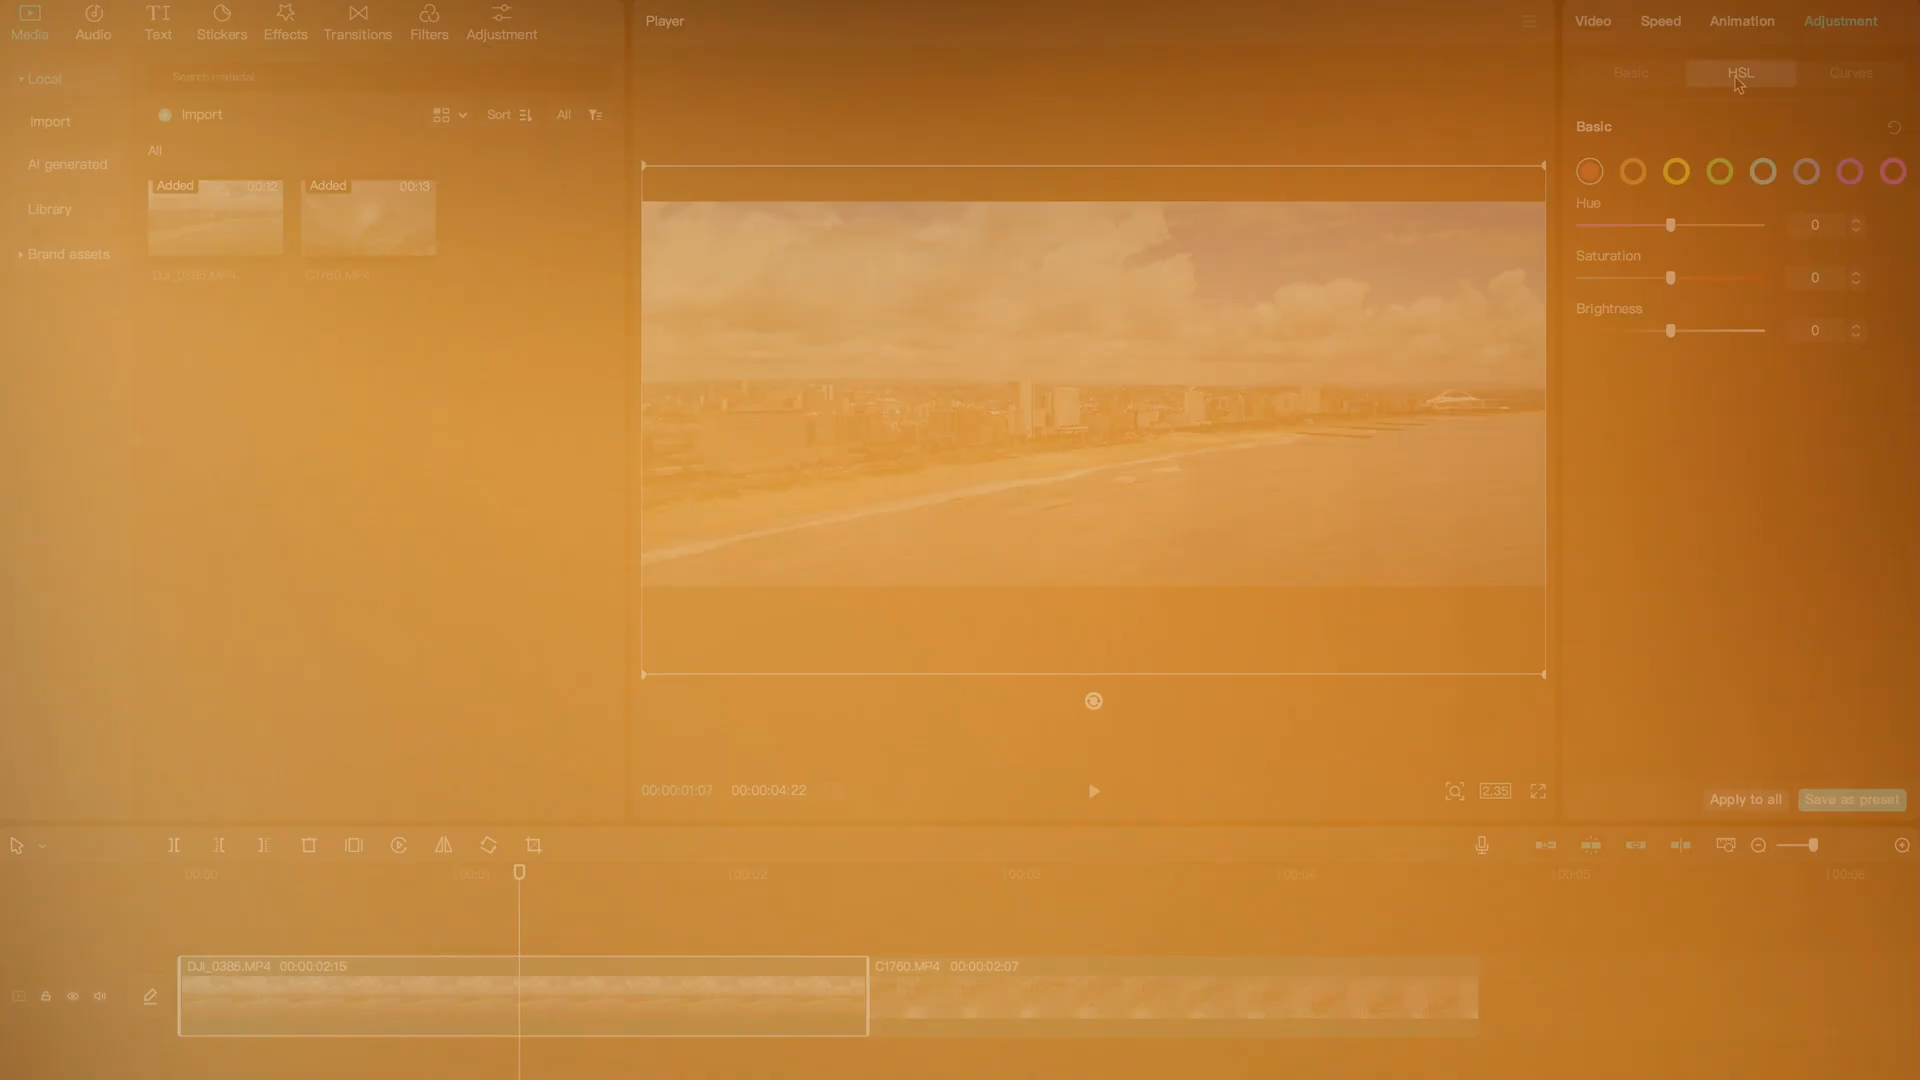 Media Audio Text Stickers Effects Transitions Filters Adjustment
Local
Import
AI generated
Library
Brand assets
Search material
Import
Sort
All
All
Added 00:12
Added 00:13
DJI_0385.MP4
C1760.MP4
Player
00:00:01:07 00:00:04:22
2.35
Video Speed Animation Adjustment
Basic HSL Curves
Basic
Hue
0
Saturation
0
Brightness
0
Apply to all Save as preset
00:00 00:01 00:02 00:03 00:04 00:05 00:06
DJI_0385.MP4 00:00:02:15
C1760.MP4 00:00:02:07